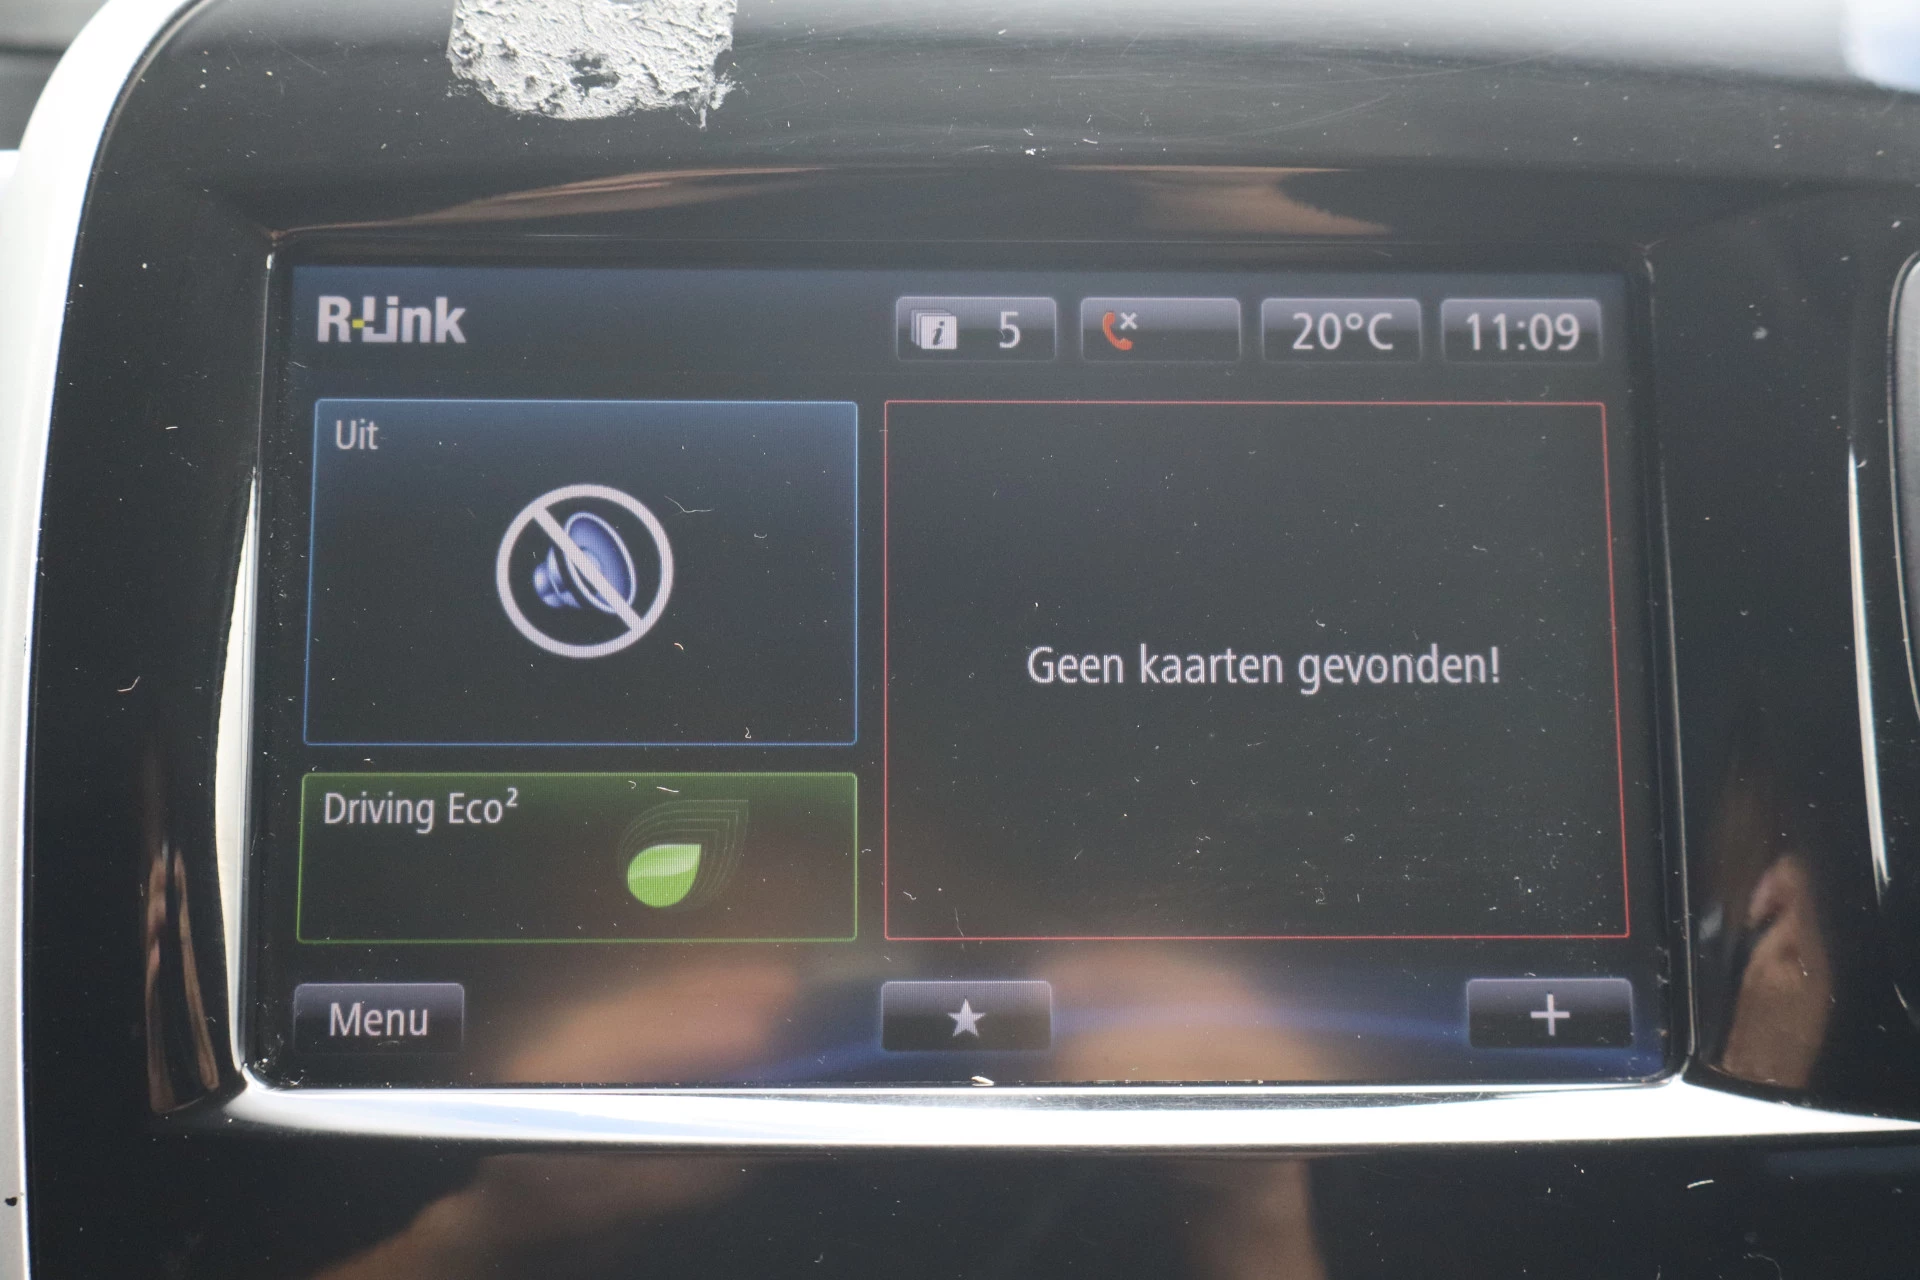 R-Link
5
20°C
11:09
Uit
Geen kaarten gevonden!
Driving Eco²
Menu